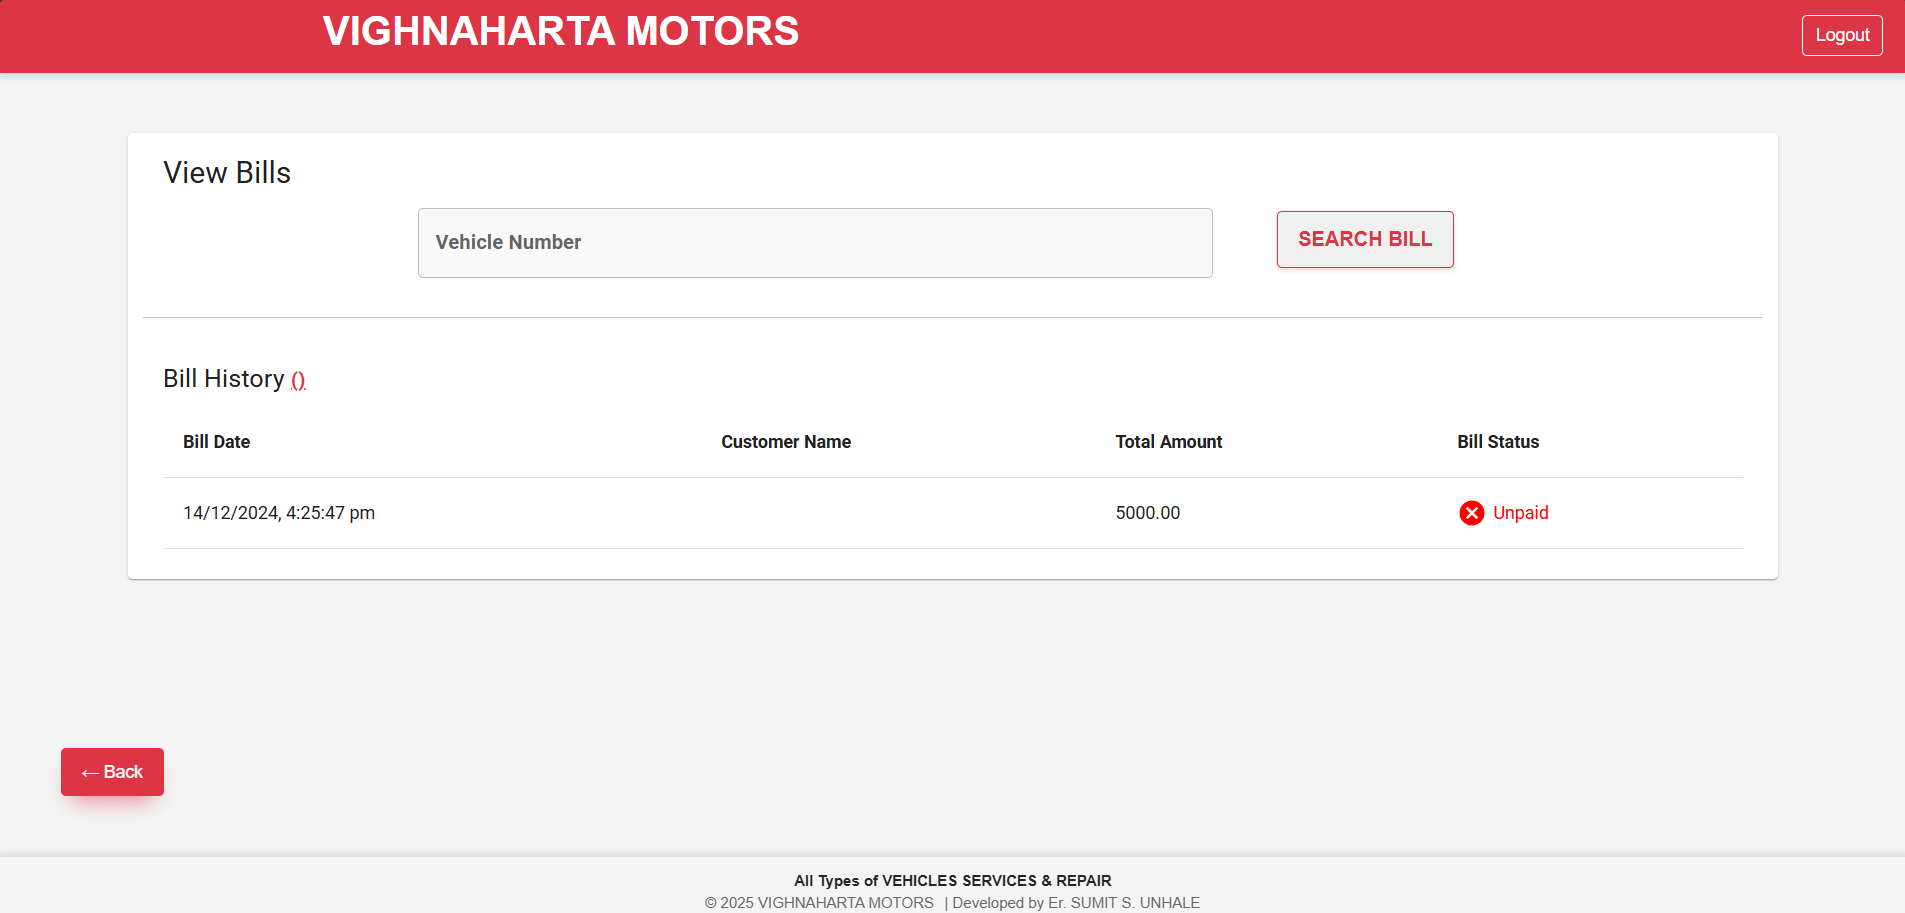 VIGHNAHARTA MOTORS
Logout
View Bills
Vehicle Number
SEARCH BILL
Bill History ()
Bill Date Customer Name Total Amount Bill Status
14/12/2024, 4:25:47 pm 5000.00 Unpaid
← Back
All Types of VEHICLES SERVICES & REPAIR
© 2025 VIGHNAHARTA MOTORS | Developed by Er. SUMIT S. UNHALE